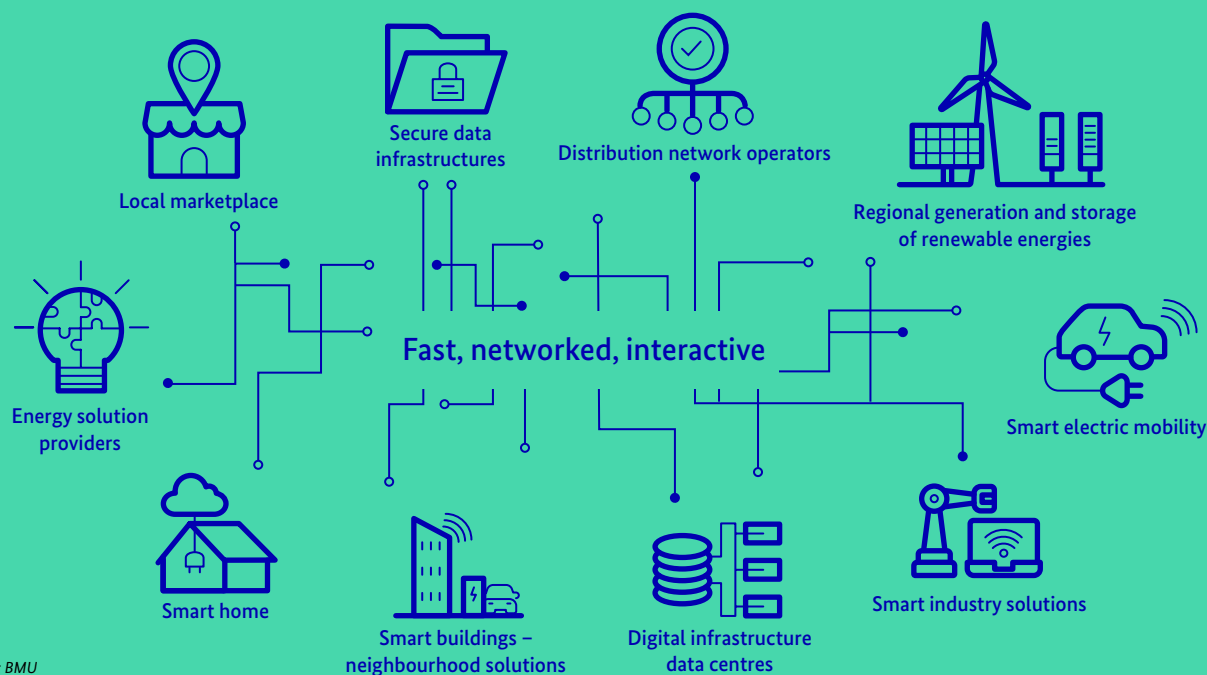 Secure data
infrastructures
Distribution network operators
Local marketplace
Regional generation and storage
of renewable energies
Fast, networked, interactive
Energy solution
providers
Smart electric mobility
Smart home
Smart buildings –
neighbourhood solutions
Digital infrastructure
data centres
Smart industry solutions
: BMU